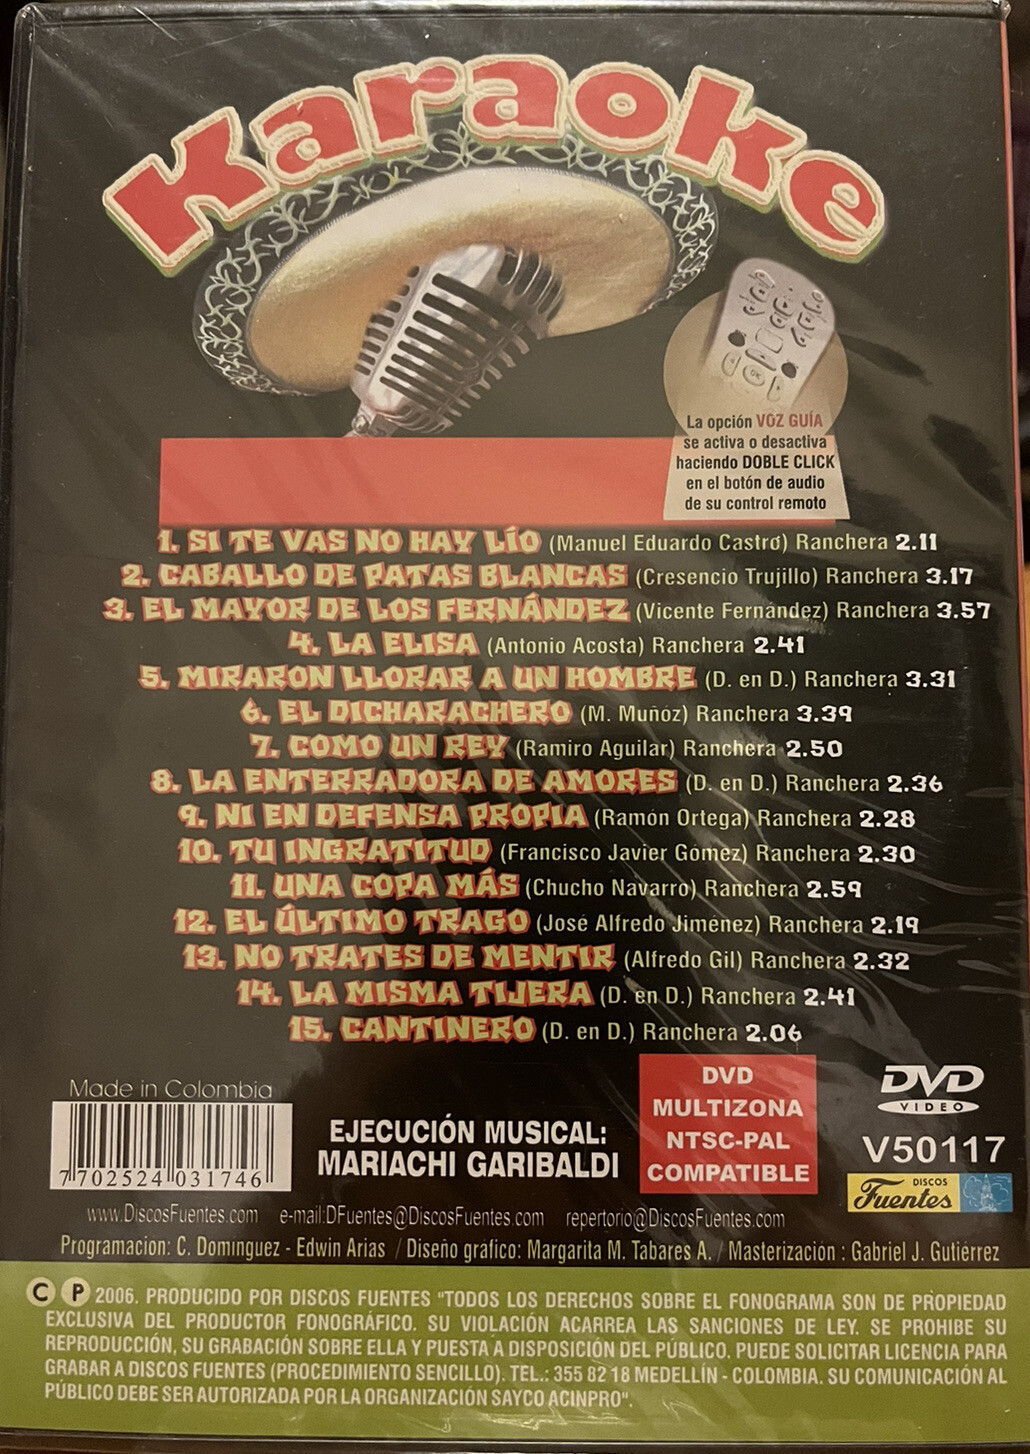 Karaoke
La opción VOZ GUÍA
se activa o desactiva
haciendo DOBLE CLICK
en el botón de audio
de su control remoto
1. SI TE VAS NO HAY LÍO (Manuel Eduardo Castro) Ranchera 2.11
2. CABALLO DE PATAS BLANCAS (Cresencio Trujillo) Ranchera 3.17
3. EL MAYOR DE LOS FERNÁNDEZ (Vicente Fernández) Ranchera 3.57
4. LA ELISA (Antonio Acosta) Ranchera 2.41
5. MIRARON LLORAR A UN HOMBRE (D. en D.) Ranchera 3.31
6. EL DICHARACHERO (M. Muñoz) Ranchera 3.39
7. COMO UN REY (Ramiro Aguilar) Ranchera 2.50
8. LA ENTERRADORA DE AMORES (D. en D.) Ranchera 2.36
9. NI EN DEFENSA PROPIA (Ramón Ortega) Ranchera 2.28
10. TU INGRATITUD (Francisco Javier Gómez) Ranchera 2.30
11. UNA COPA MÁS (Chucho Navarro) Ranchera 2.59
12. EL ÚLTIMO TRAGO (José Alfredo Jiménez) Ranchera 2.19
13. NO TRATES DE MENTIR (Alfredo Gil) Ranchera 2.32
14. LA MISMA TIJERA (D. en D.) Ranchera 2.41
15. CANTINERO (D. en D.) Ranchera 2.06
Made in Colombia
7 702524 031746
EJECUCIÓN MUSICAL:
MARIACHI GARIBALDI
DVD
MULTIZONA
NTSC-PAL
COMPATIBLE
DVD
VIDEO
V50117
DISCOS
Fuentes
www.DiscosFuentes.com e-mail:DFuentes@DiscosFuentes.com repertorio@DiscosFuentes.com
Programación: C. Domínguez - Edwin Arias / Diseño gráfico: Margarita M. Tabares A. / Masterización : Gabriel J. Gutiérrez
C P 2006. PRODUCIDO POR DISCOS FUENTES "TODOS LOS DERECHOS SOBRE EL FONOGRAMA SON DE PROPIEDAD
EXCLUSIVA DEL PRODUCTOR FONOGRÁFICO. SU VIOLACIÓN ACARREA LAS SANCIONES DE LEY. SE PROHIBE SU
REPRODUCCIÓN, SU GRABACIÓN SOBRE ELLA Y PUESTA A DISPOSICIÓN DEL PÚBLICO. PUEDE SOLICITAR LICENCIA PARA
GRABAR A DISCOS FUENTES (PROCEDIMIENTO SENCILLO). TEL.: 355 82 18 MEDELLÍN - COLOMBIA. SU COMUNICACIÓN AL
PÚBLICO DEBE SER AUTORIZADA POR LA ORGANIZACIÓN SAYCO ACINPRO".